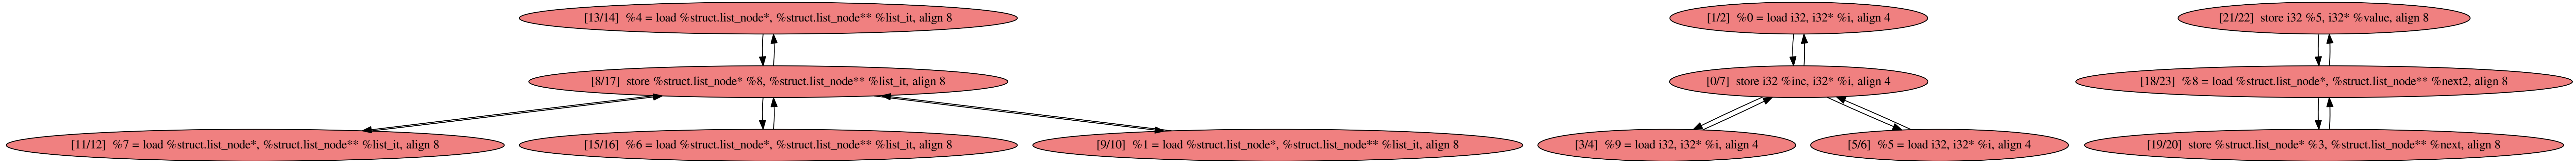 [13/14] %4 = load %struct.list_node*, %struct.list_node** %list_it, align 8
[1/2] %0 = load i32, i32* %i, align 4
[21/22] store i32 %5, i32* %value, align 8
[8/17] store %struct.list_node* %8, %struct.list_node** %list_it, align 8
[0/7] store i32 %inc, i32* %i, align 4
[18/23] %8 = load %struct.list_node*, %struct.list_node** %next2, align 8
[11/12] %7 = load %struct.list_node*, %struct.list_node** %list_it, align 8
[15/16] %6 = load %struct.list_node*, %struct.list_node** %list_it, align 8
[9/10] %1 = load %struct.list_node*, %struct.list_node** %list_it, align 8
[3/4] %9 = load i32, i32* %i, align 4
[5/6] %5 = load i32, i32* %i, align 4
[19/20] store %struct.list_node* %3, %struct.list_node** %next, align 8